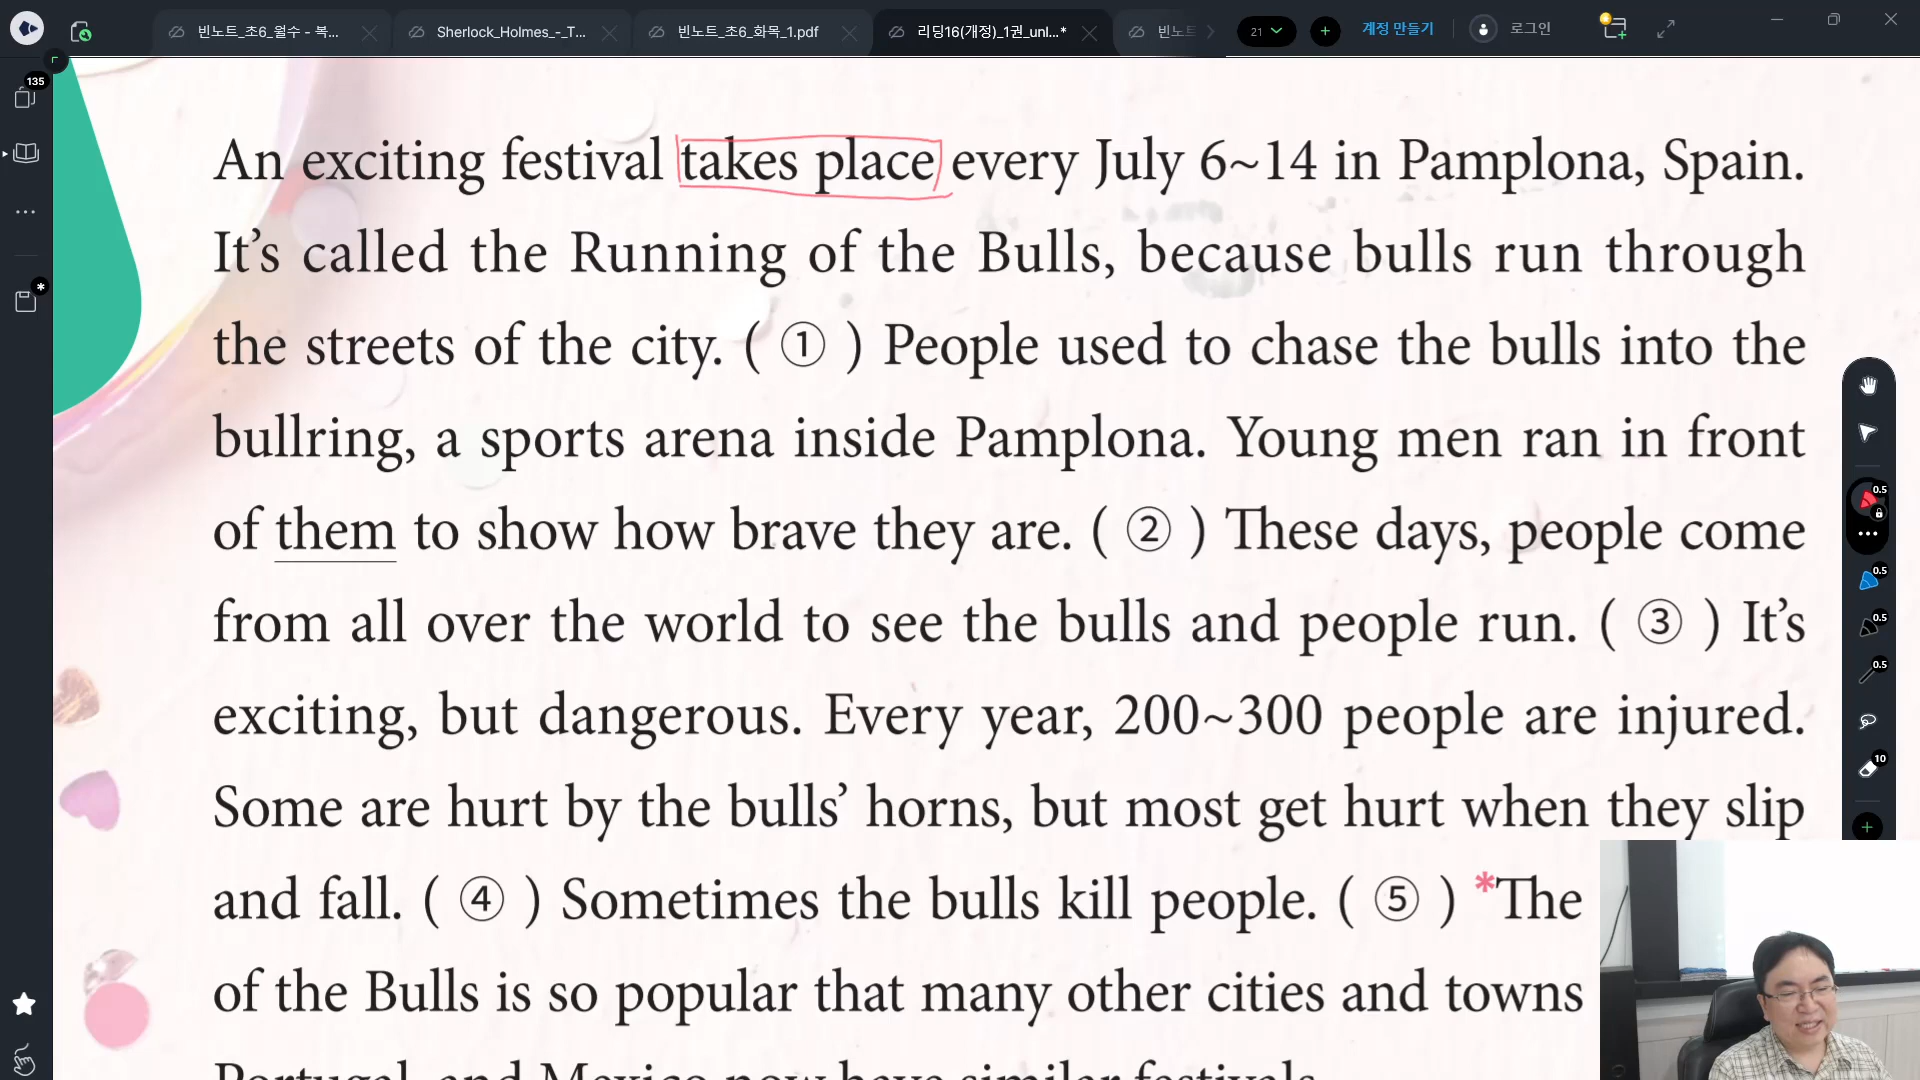 빈노트_초6_월수 - 복...
Sherlock_Holmes_-_T...
빈노트_초6_화목_1.pdf
리딩16(개정)_1권_unl...*
빈노트
21
계정 만들기
로그인
135
An exciting festival takes place every July 6~14 in Pamplona, Spain.
It's called the Running of the Bulls, because bulls run through
the streets of the city. ( ① ) People used to chase the bulls into the
bullring, a sports arena inside Pamplona. Young men ran in front
of them to show how brave they are. ( ② ) These days, people come
from all over the world to see the bulls and people run. ( ③ ) It's
exciting, but dangerous. Every year, 200~300 people are injured.
Some are hurt by the bulls' horns, but most get hurt when they slip
and fall. ( ④ ) Sometimes the bulls kill people. ( ⑤ ) *The
of the Bulls is so popular that many other cities and towns
Portugal, and Mexico now have similar festivals.
0.5
0.5
0.5
0.5
10